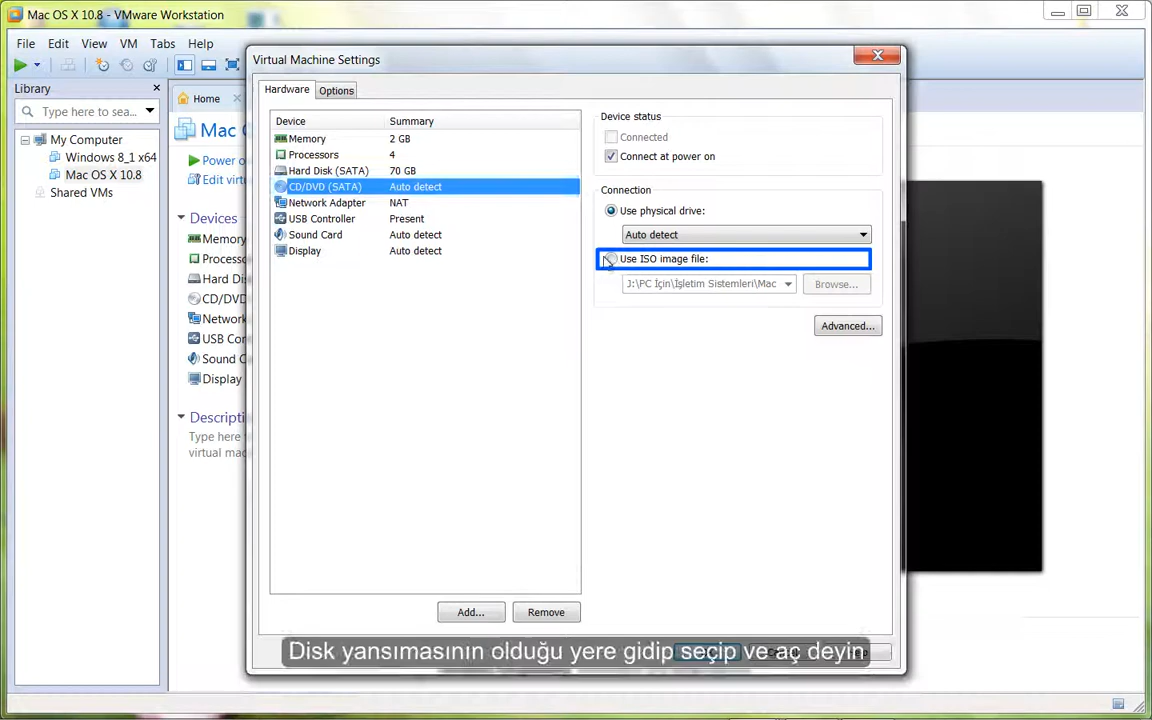 Mac OS X 10.8 - VMware Workstation
File Edit View VM Tabs Help
Library
Type here to sea...
My Computer
Windows 8_1 x64
Mac OS X 10.8
Shared VMs
Home
Mac
Power o
Edit virtu
Devices
Memory
Processo
Hard Di
CD/DVD
Network
USB Cor
Sound C
Display
Descripti
Type here
virtual mac
Virtual Machine Settings
Hardware Options
Device Summary
Memory 2 GB
Processors 4
Hard Disk (SATA) 70 GB
CD/DVD (SATA) Auto detect
Network Adapter NAT
USB Controller Present
Sound Card Auto detect
Display Auto detect
Add... Remove
Device status
Connected
Connect at power on
Connection
Use physical drive:
Auto detect
Use ISO image file:
J:\PC İçin\İşletim Sistemleri\Mac Browse...
Advanced...
Disk yansımasının olduğu yere gidip seçip ve aç deyin